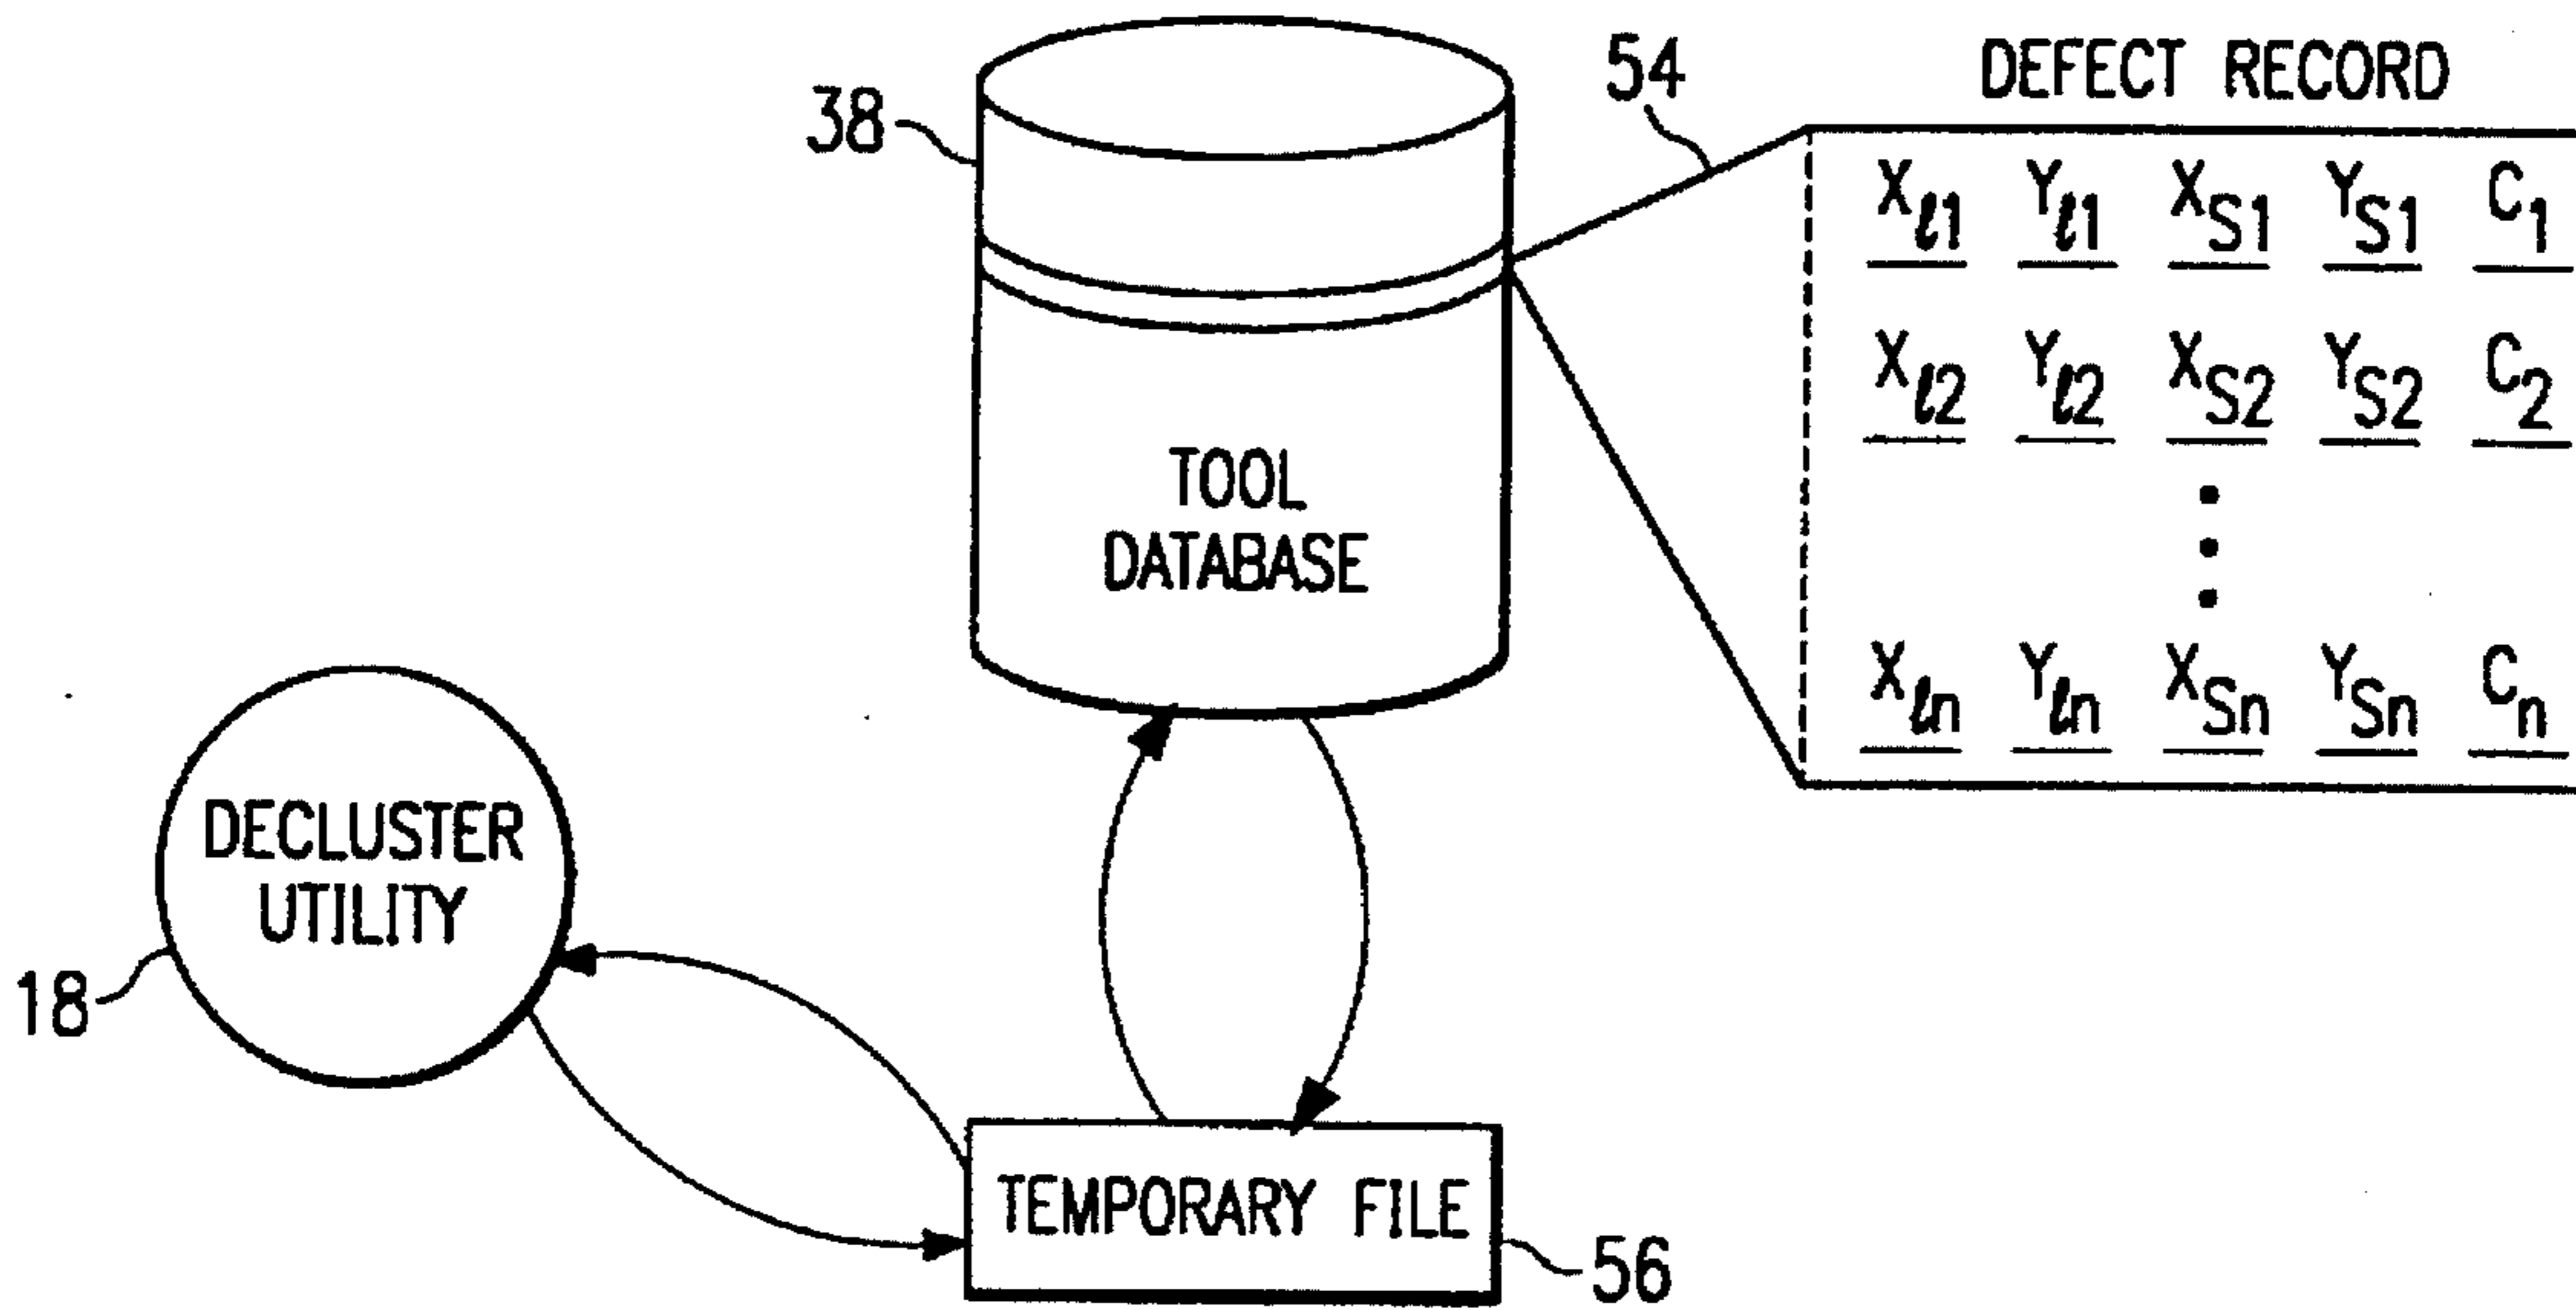 38
54
DEFECT RECORD
Xℓ1 Yℓ1 XS1 YS1 C1
Xℓ2 Yℓ2 XS2 YS2 C2
Xℓn Yℓn XSn YSn Cn
TOOL
DATABASE
DECLUSTER
UTILITY
18
TEMPORARY FILE
56